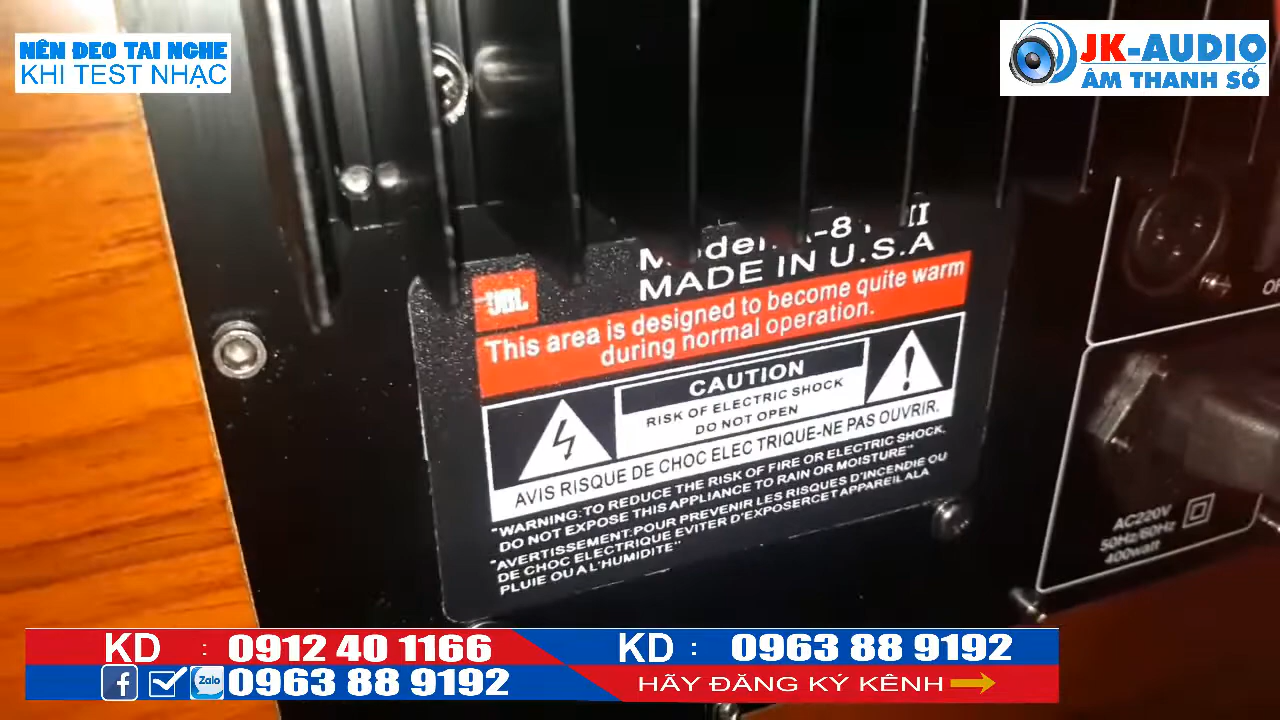 NÊN ĐEO TAI NGHE
KHI TEST NHẠC
JK-AUDIO
ÂM THANH SỐ
MADE IN U.S.A
JBL
This area is designed to become quite warm
during normal operation.
CAUTION
RISK OF ELECTRIC SHOCK
DO NOT OPEN
AVIS RISQUE DE CHOC ELEC TRIQUE-NE PAS OUVRIR.
"WARNING:TO REDUCE THE RISK OF FIRE OR ELECTRIC SHOCK,
DO NOT EXPOSE THIS APPLIANCE TO RAIN OR MOISTURE"
"AVERTISSEMENT:POUR PREVENIR LES RISQUES D'INCENDIE OU
DE CHOC ELECTRIQUE EVITER D'EXPOSERCET APPAREIL ALA
PLUIE OU A L'HUMIDITE"
AC220V
50Hz/60Hz
400watt
KD : 0912 40 1166
Zalo 0963 88 9192
KD : 0963 88 9192
HÃY ĐĂNG KÝ KÊNH